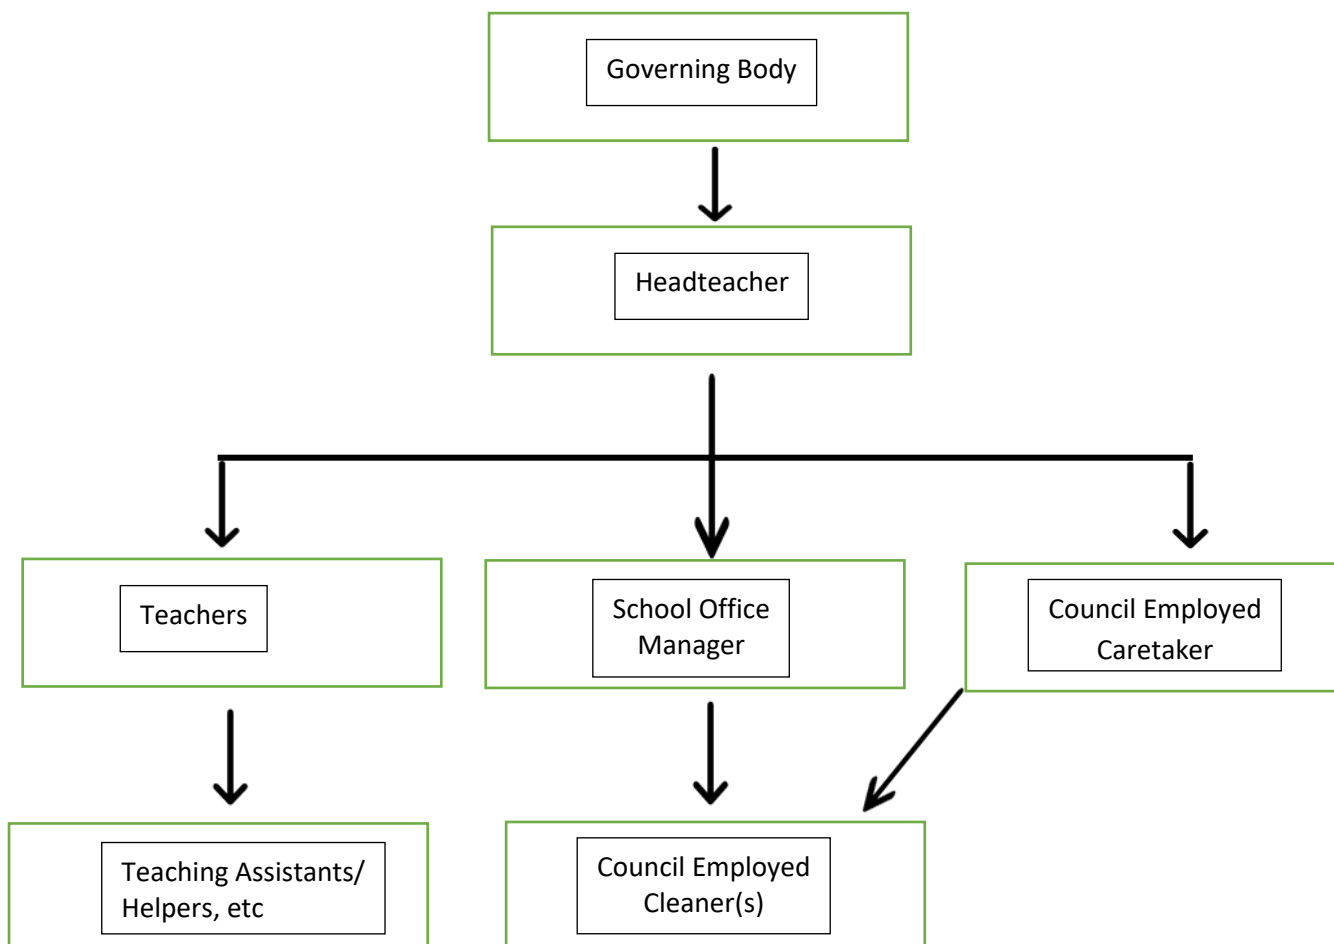 Governing Body
Headteacher
Teachers
School Office
Manager
Council Employed
Caretaker
Teaching Assistants/
Helpers, etc
Council Employed
Cleaner(s)